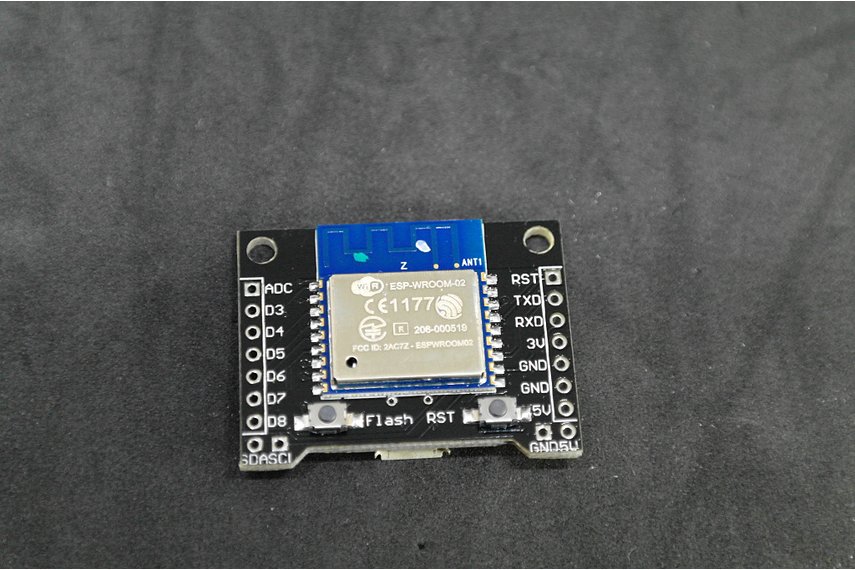 Z
ANT1
WiFi
ESP-WROOM-02
CE1177
R 206-000519
FCC ID: 2AC7Z-ESPWROOM02
ADC
D3
D4
D5
D6
D7
D8
SDA SCL
RST
TXD
RXD
3V
GND
GND
5V
GND 5V
Flash RST